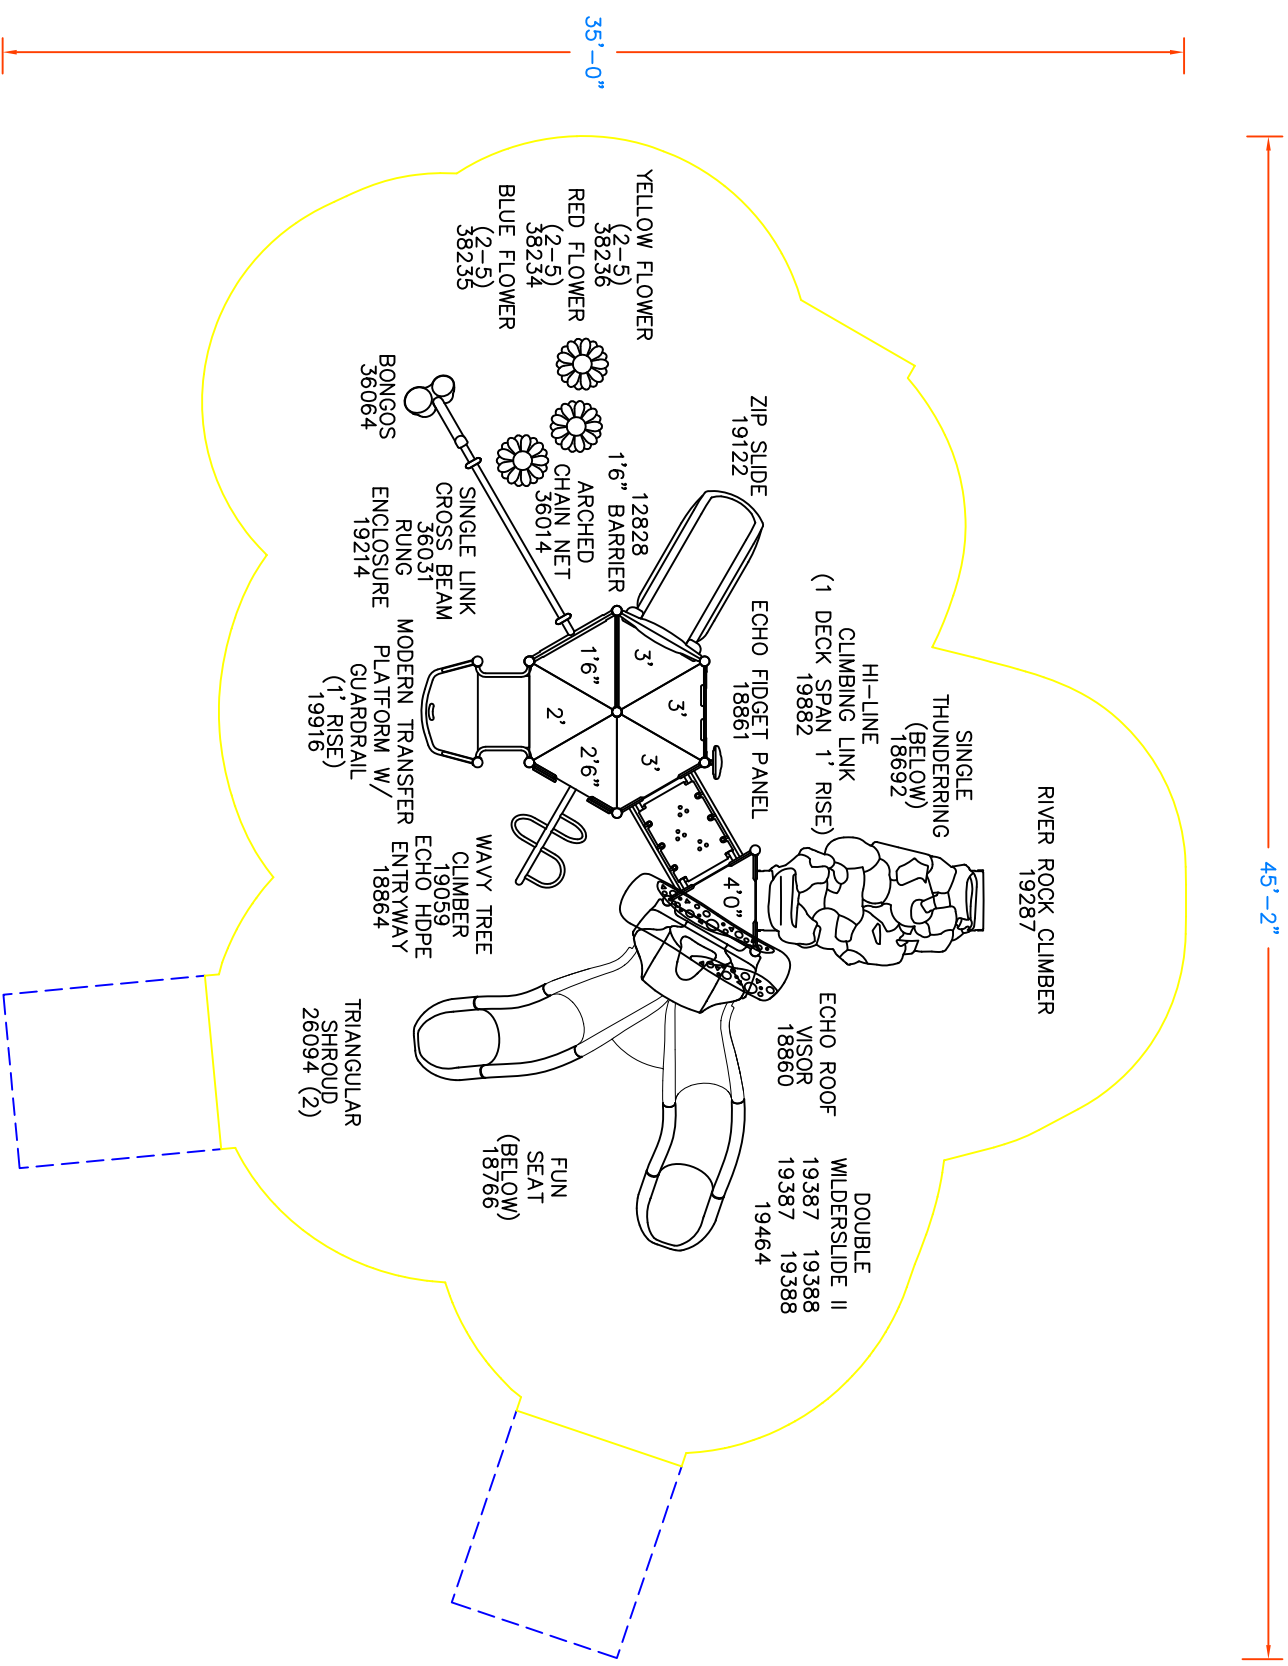 35'-0"
45'-2"
RIVER ROCK CLIMBER
19287
SINGLE
THUNDERRING
(BELOW)
18692
HI-LINE
CLIMBING LINK
(1 DECK SPAN 1' RISE)
19882
ZIP SLIDE
19122
ECHO FIDGET PANEL
18861
ECHO ROOF
VISOR
18860
DOUBLE
WILDERSLIDE II
19387 19388
19387 19388
19464
YELLOW FLOWER
(2-5)
38236
RED FLOWER
(2-5)
38234
BLUE FLOWER
(2-5)
38235
12828
1'6" BARRIER
ARCHED
CHAIN NET
36014
3'
3'
3'
1'6"
2'
2'6"
4'0"
BONGOS
36064
SINGLE LINK
CROSS BEAM
36031
RUNG
ENCLOSURE
19214
MODERN TRANSFER
PLATFORM W/
GUARDRAIL
(1' RISE)
19916
WAVY TREE
CLIMBER
19059
ECHO HDPE
ENTRYWAY
18864
FUN
SEAT
(BELOW)
18766
TRIANGULAR
SHROUD
26094 (2)